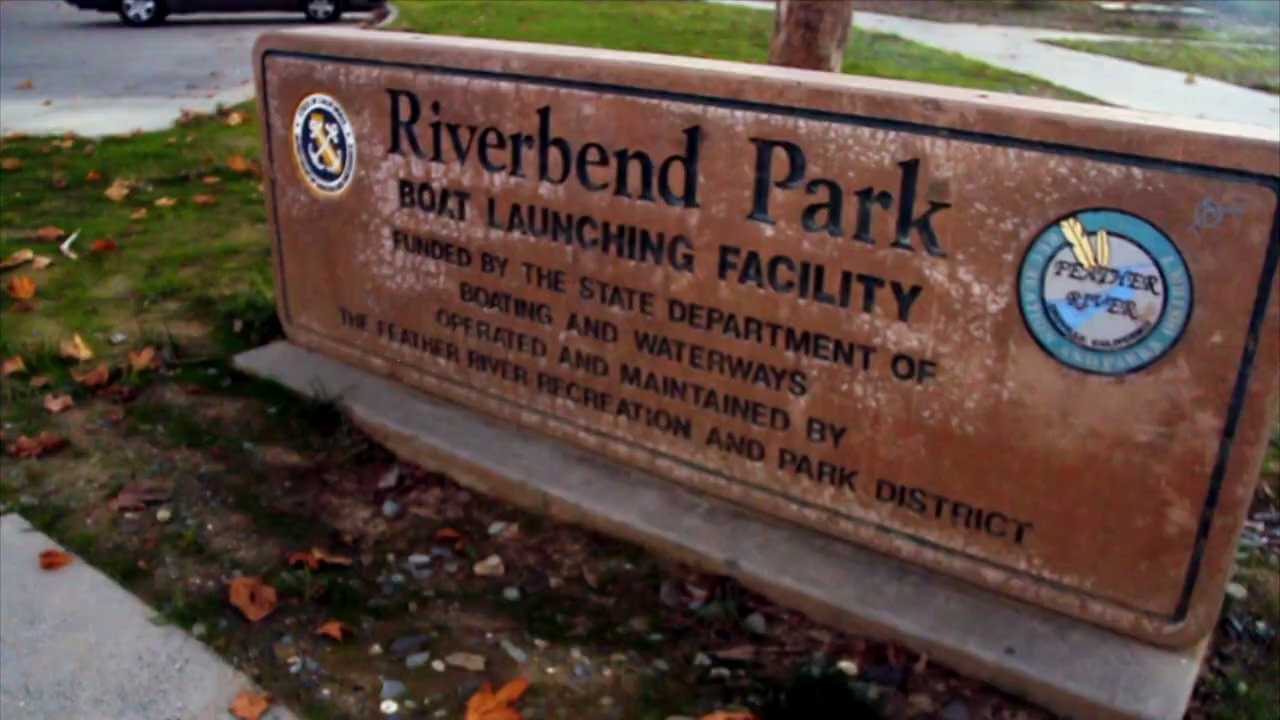 Riverbend Park
BOAT LAUNCHING FACILITY
FUNDED BY THE STATE DEPARTMENT OF
BOATING AND WATERWAYS
OPERATED AND MAINTAINED BY
THE FEATHER RIVER RECREATION AND PARK DISTRICT
FEATHER
RIVER